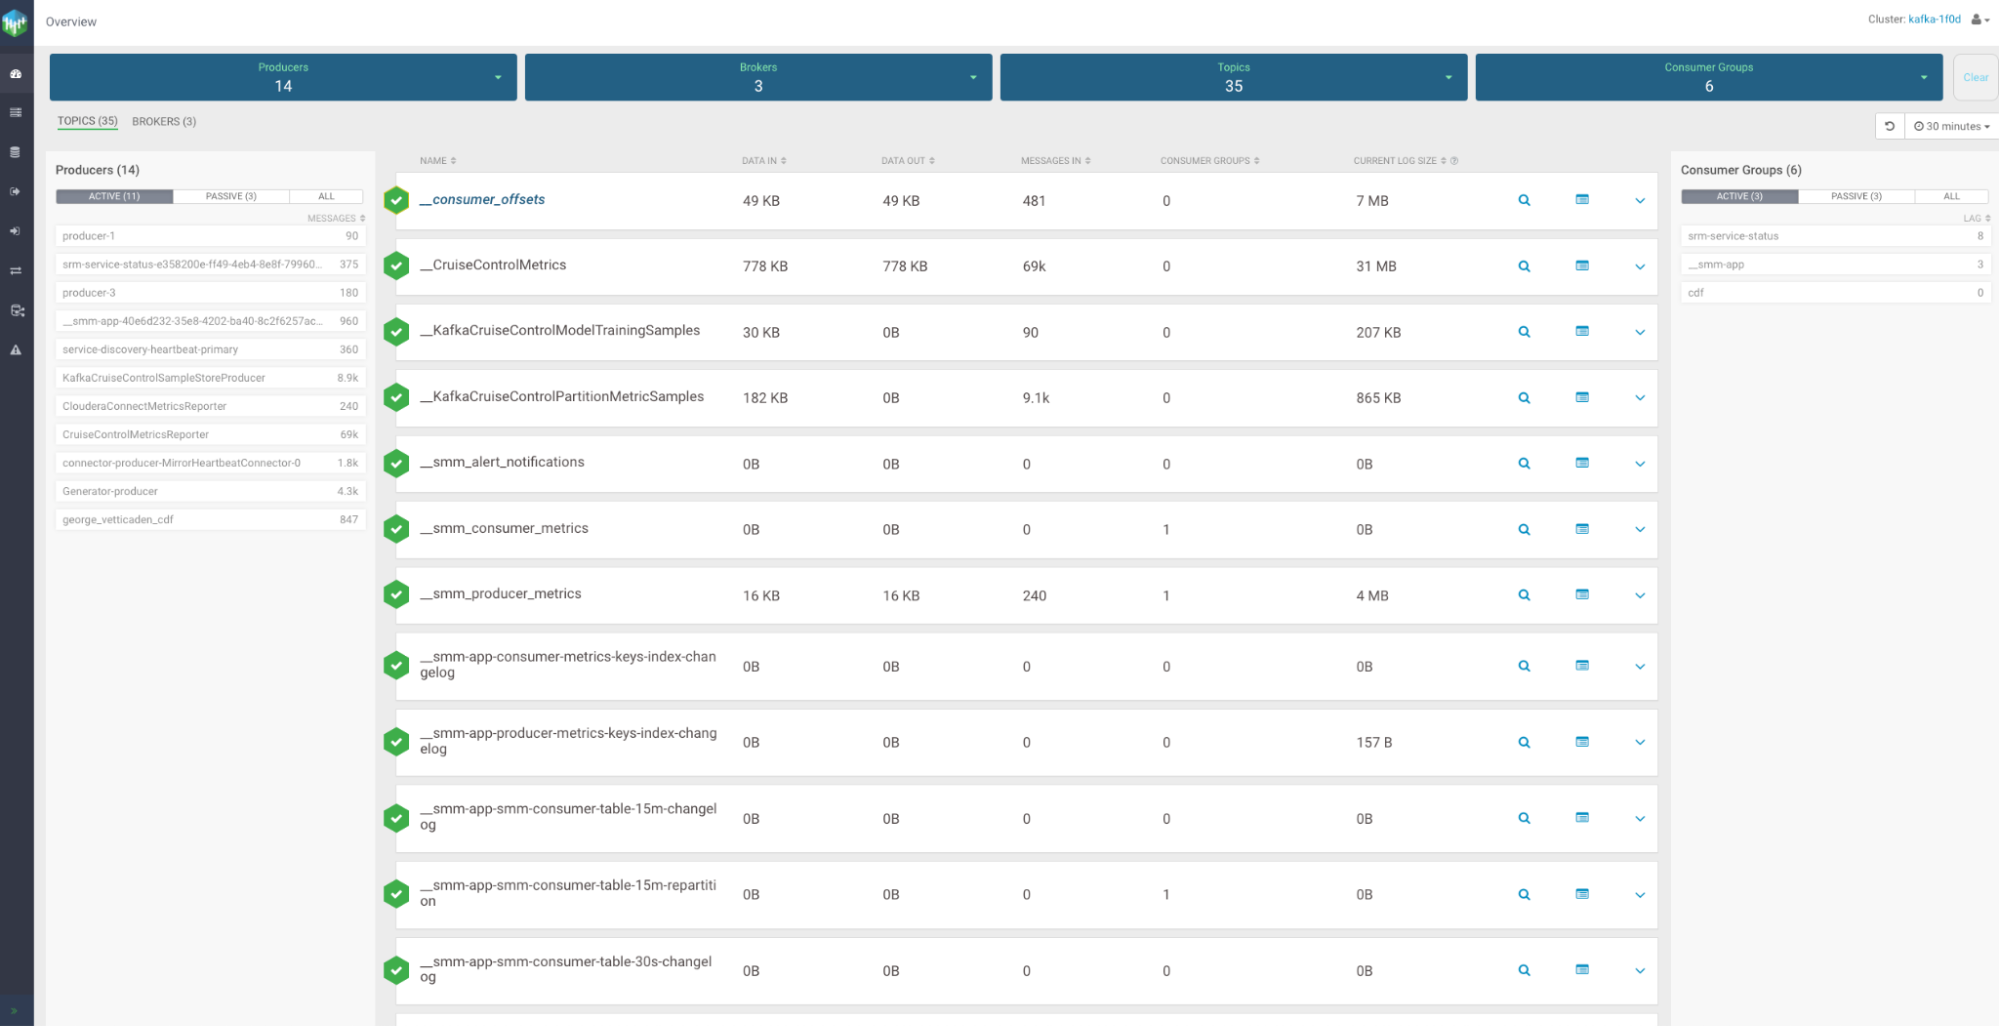 Overview
Cluster: kafka-1f0d
Producers
14
Brokers
3
Topics
35
Consumer Groups
6
Clear
TOPICS (35) BROKERS (3)
30 minutes
Producers (14)
ACTIVE (11) PASSIVE (3) ALL
MESSAGES
producer-1 90
srm-service-status-e358200e-ff49-4eb4-8e8f-79960... 375
producer-3 180
__smm-app-40e6d232-35e8-4202-ba40-8c2f6257ac... 960
service-discovery-heartbeat-primary 360
KafkaCruiseControlSampleStoreProducer 8.9k
ClouderaConnectMetricsReporter 240
CruiseControlMetricsReporter 69k
connector-producer-MirrorHeartbeatConnector-0 1.8k
Generator-producer 4.3k
george_vetticaden_cdf 847
NAME DATA IN DATA OUT MESSAGES IN CONSUMER GROUPS CURRENT LOG SIZE
__consumer_offsets 49 KB 49 KB 481 0 7 MB
__CruiseControlMetrics 778 KB 778 KB 69k 0 31 MB
__KafkaCruiseControlModelTrainingSamples 30 KB 0B 90 0 207 KB
__KafkaCruiseControlPartitionMetricSamples 182 KB 0B 9.1k 0 865 KB
__smm_alert_notifications 0B 0B 0 0 0B
__smm_consumer_metrics 0B 0B 0 1 0B
__smm_producer_metrics 16 KB 16 KB 240 1 4 MB
__smm-app-consumer-metrics-keys-index-chan
gelog 0B 0B 0 0 0B
__smm-app-producer-metrics-keys-index-chang
elog 0B 0B 0 0 157 B
__smm-app-smm-consumer-table-15m-changel
og 0B 0B 0 0 0B
__smm-app-smm-consumer-table-15m-repartiti
on 0B 0B 0 1 0B
__smm-app-smm-consumer-table-30s-changel
og 0B 0B 0 0 0B
Consumer Groups (6)
ACTIVE (3) PASSIVE (3) ALL
LAG
srm-service-status 8
__smm-app 3
cdf 0